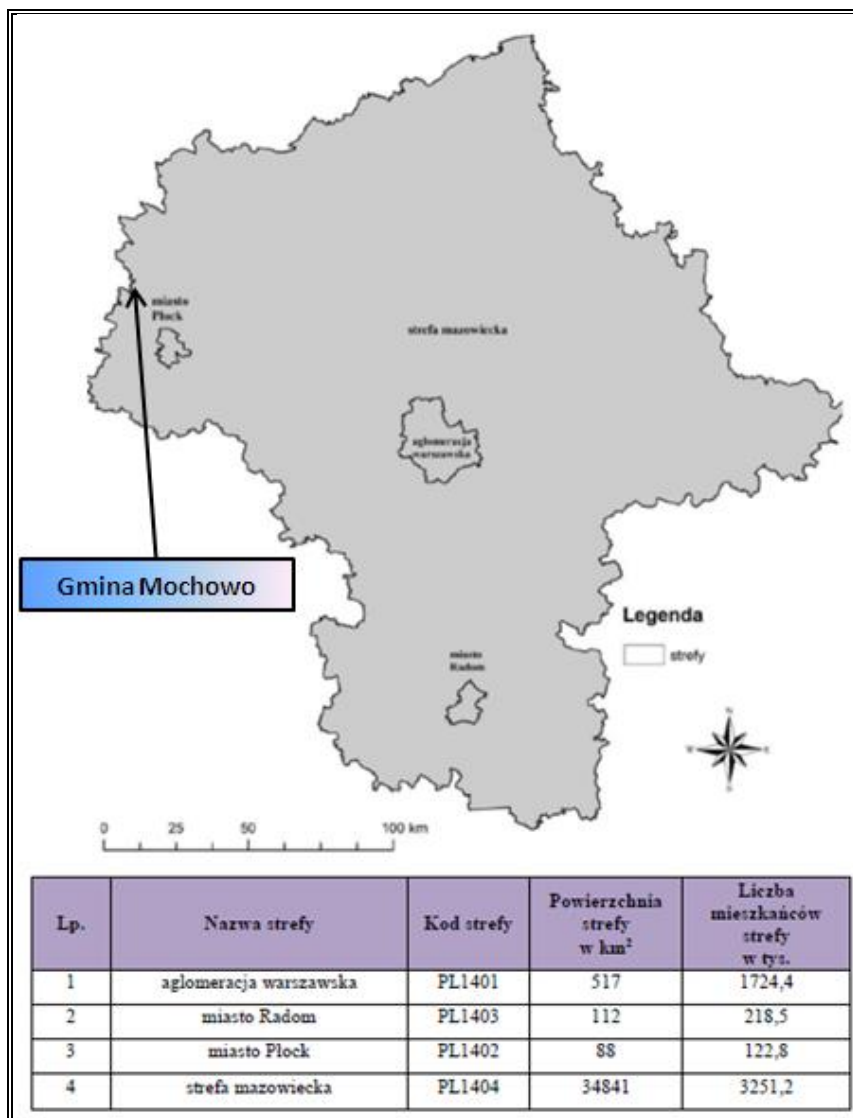 miasto
Płock
strefa mazowiecka
aglomeracja
warszawska
Gmina Mochowo
miasto
Radom
Legenda
strefy
N
W E
S
0 25 50 100 km
Lp. Nazwa strefy Kod strefy Powierzchnia strefy w km² Liczba mieszkańców strefy w tys.
1 aglomeracja warszawska PL1401 517 1724,4
2 miasto Radom PL1403 112 218,5
3 miasto Płock PL1402 88 122,8
4 strefa mazowiecka PL1404 34841 3251,2